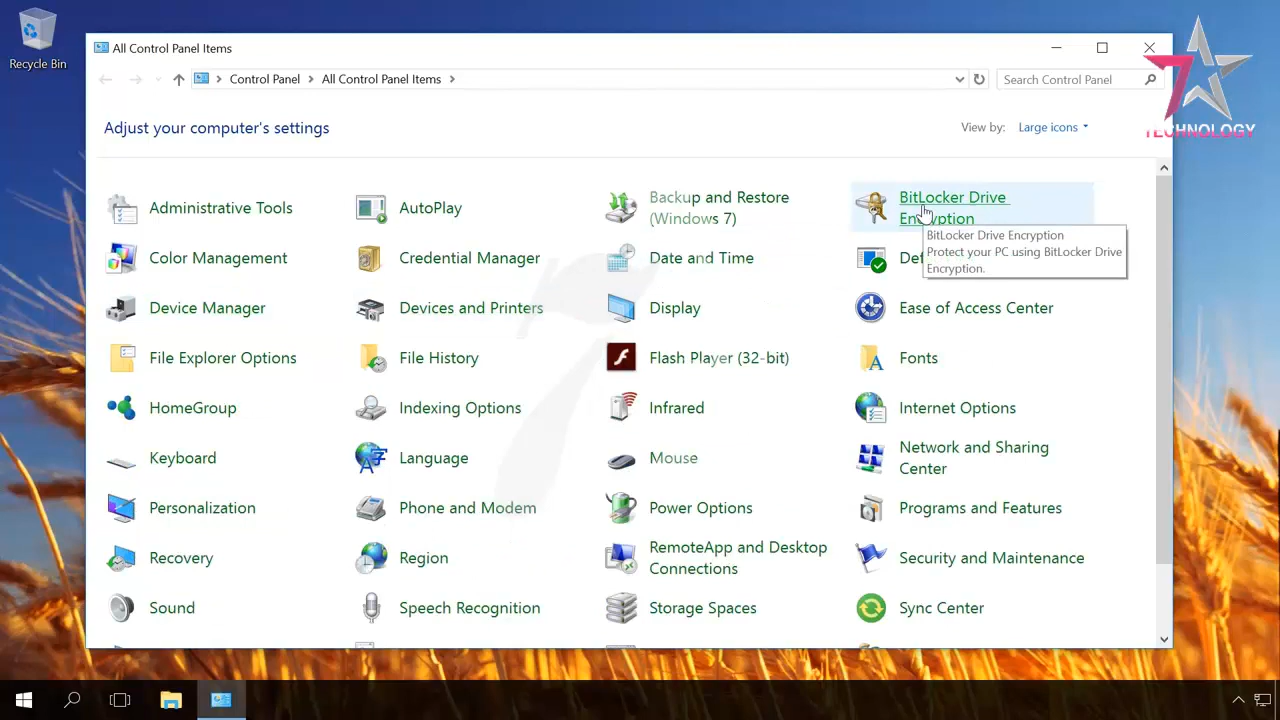 Recycle Bin
All Control Panel Items
Control Panel
All Control Panel Items
Search Control Panel
TECHNOLOGY
Adjust your computer's settings
View by:
Large icons
Administrative Tools
AutoPlay
Backup and Restore
(Windows 7)
BitLocker Drive
Encryption
BitLocker Drive Encryption
Protect your PC using BitLocker Drive
Encryption.
Color Management
Credential Manager
Date and Time
Device Manager
Devices and Printers
Display
Ease of Access Center
File Explorer Options
File History
Flash Player (32-bit)
Fonts
HomeGroup
Indexing Options
Infrared
Internet Options
Keyboard
Language
Mouse
Network and Sharing
Center
Personalization
Phone and Modem
Power Options
Programs and Features
Recovery
Region
RemoteApp and Desktop
Connections
Security and Maintenance
Sound
Speech Recognition
Storage Spaces
Sync Center